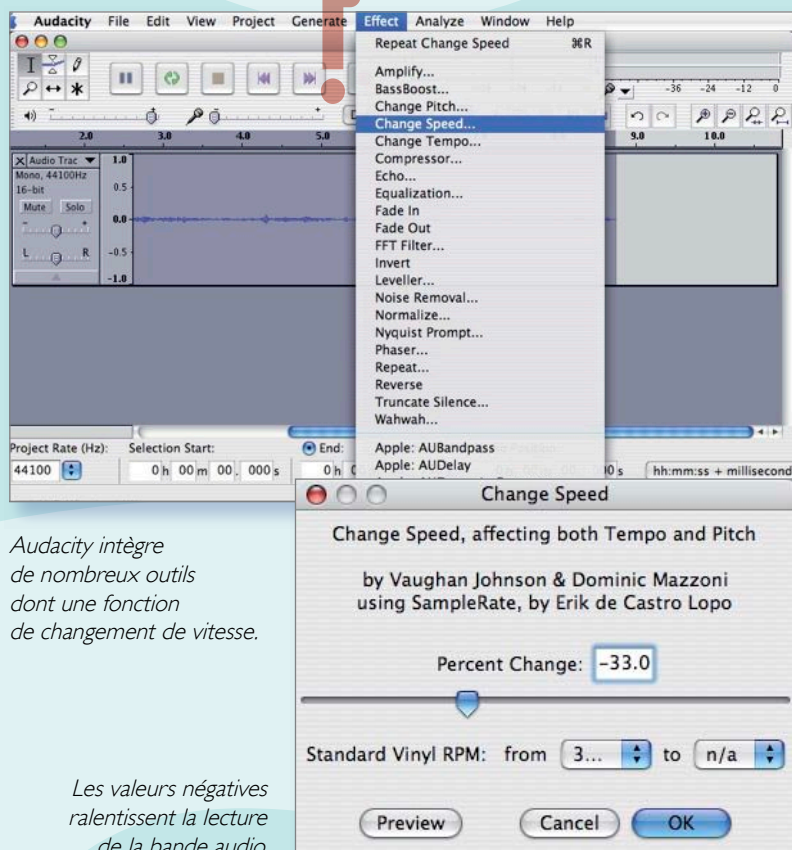 Audacity File Edit View Project Generate Effect Analyze Window Help
Repeat Change Speed ⌘R
Amplify...
BassBoost...
Change Pitch...
Change Speed...
Change Tempo...
Compressor...
Echo...
Equalization...
Fade In
Fade Out
FFT Filter...
Invert
Leveller...
Noise Removal...
Normalize...
Nyquist Prompt...
Phaser...
Repeat...
Reverse
Truncate Silence...
Wahwah...
Apple: AUBandpass
Apple: AUDelay
-36 -24 -12 0
2.0 3.0 4.0 5.0 9.0 10.0
Audio Trac
Mono, 44100Hz
16-bit
Mute Solo
L R
1.0
0.5
0.0
-0.5
-1.0
Project Rate (Hz): Selection Start: End:
44100 0 h 00 m 00 . 000 s 0 h s hh:mm:ss + millisecond
Change Speed
Change Speed, affecting both Tempo and Pitch
by Vaughan Johnson & Dominic Mazzoni
using SampleRate, by Erik de Castro Lopo
Percent Change: -33.0
Standard Vinyl RPM: from 3... to n/a
Preview Cancel OK
Audacity intègre
de nombreux outils
dont une fonction
de changement de vitesse.
Les valeurs négatives
ralentissent la lecture
de la bande audio.